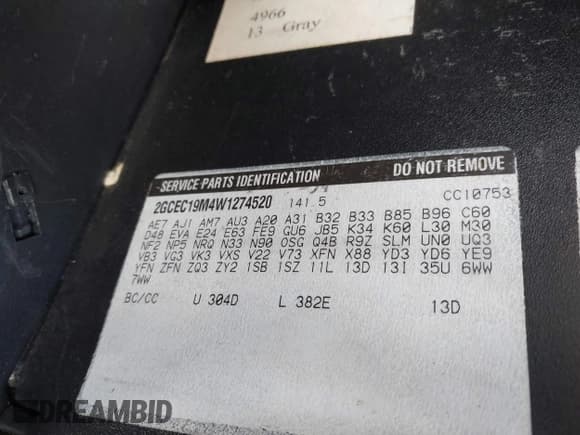 4966
13 Gray
SERVICE PARTS IDENTIFICATION DO NOT REMOVE
2GCEC19M4W1274520 141.5 CC10753
AE7 AJ1 AM7 AU3 A20 A31 B32 B33 B85 B96 C60
D48 EVA E24 E63 FE9 GU6 JB5 K34 K60 L30 M30
NF2 NP5 NRQ N33 N90 OSG Q4B R9Z SLM UN0 UQ3
VB3 VG3 VK3 VXS V22 V73 XFN X88 YD3 YD6 YE9
YFN ZFN ZQ3 ZY2 1SB 1SZ 11L 13D 13I 35U 6WW
7WW
BC/CC U 304D L 382E 13D
DREAMBID